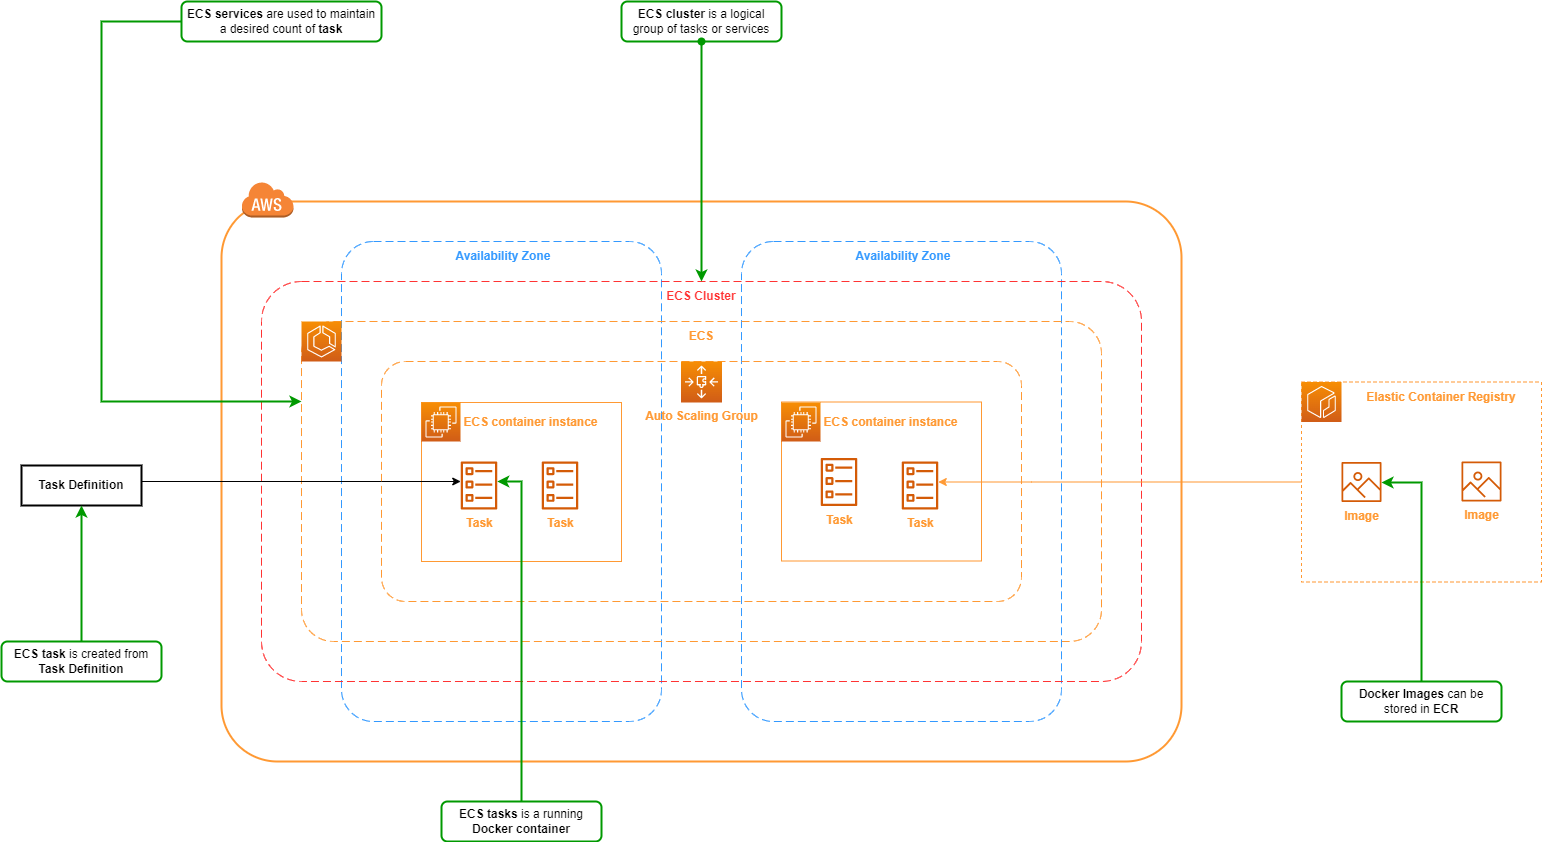 ECS services are used to maintain
a desired count of task
ECS cluster is a logical
group of tasks or services
AWS
Availability Zone
Availability Zone
ECS Cluster
ECS
Auto Scaling Group
ECS container instance
ECS container instance
Elastic Container Registry
Task Definition
Task
Task
Task
Task
Image
Image
ECS task is created from
Task Definition
Docker Images can be
stored in ECR
ECS tasks is a running
Docker container